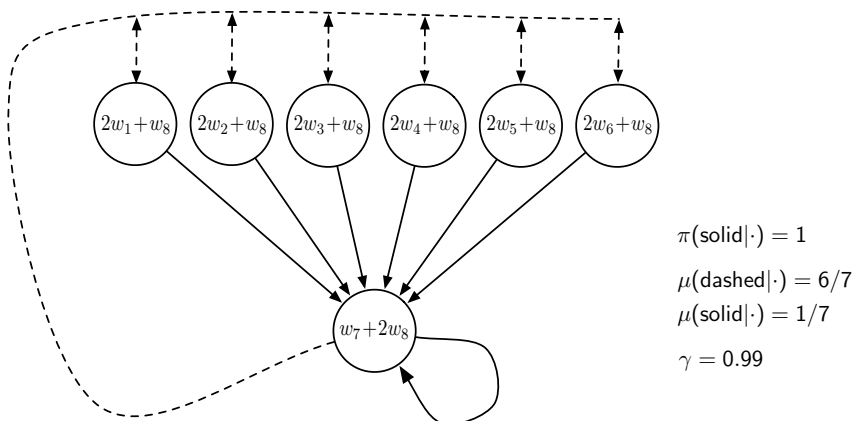 2w₁+w₈
2w₂+w₈
2w₃+w₈
2w₄+w₈
2w₅+w₈
2w₆+w₈
w₇+2w₈
π(solid|·) = 1
μ(dashed|·) = 6/7
μ(solid|·) = 1/7
γ = 0.99